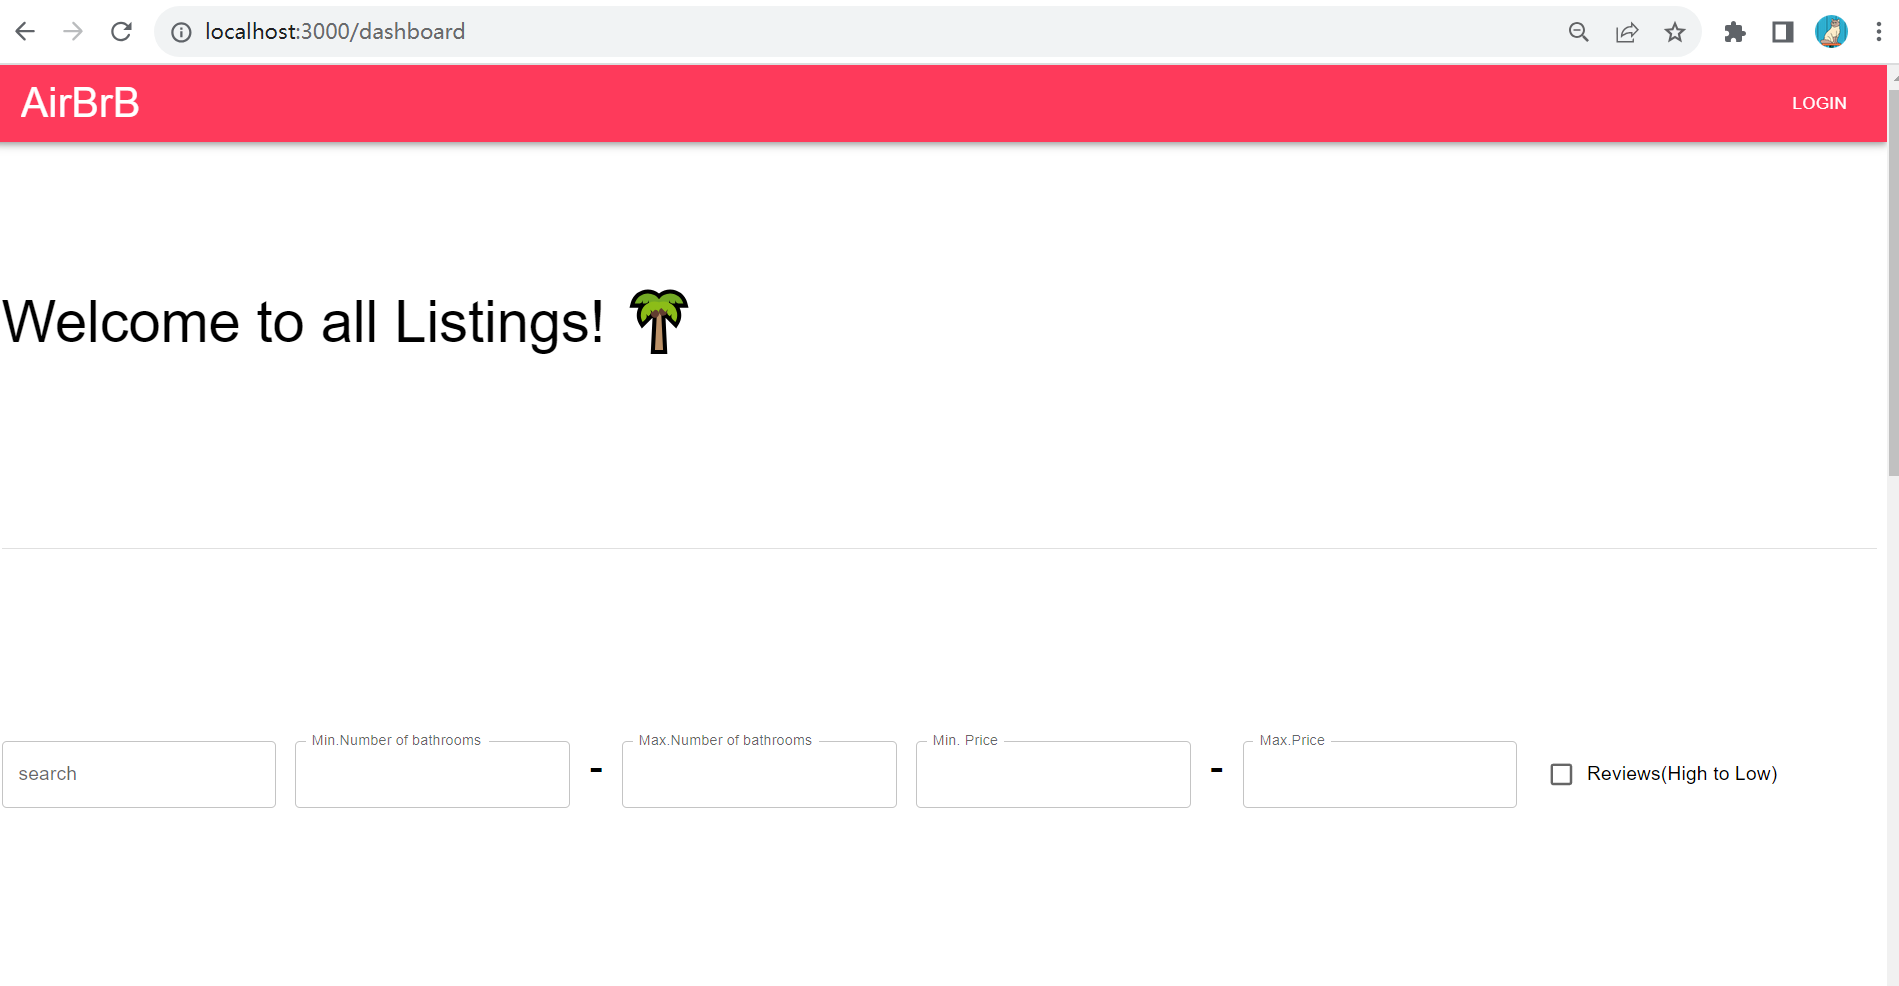 localhost:3000/dashboard
AirBrB LOGIN
Welcome to all Listings! 🌴
Min.Number of bathrooms Max.Number of bathrooms Min. Price Max.Price
search - - Reviews(High to Low)